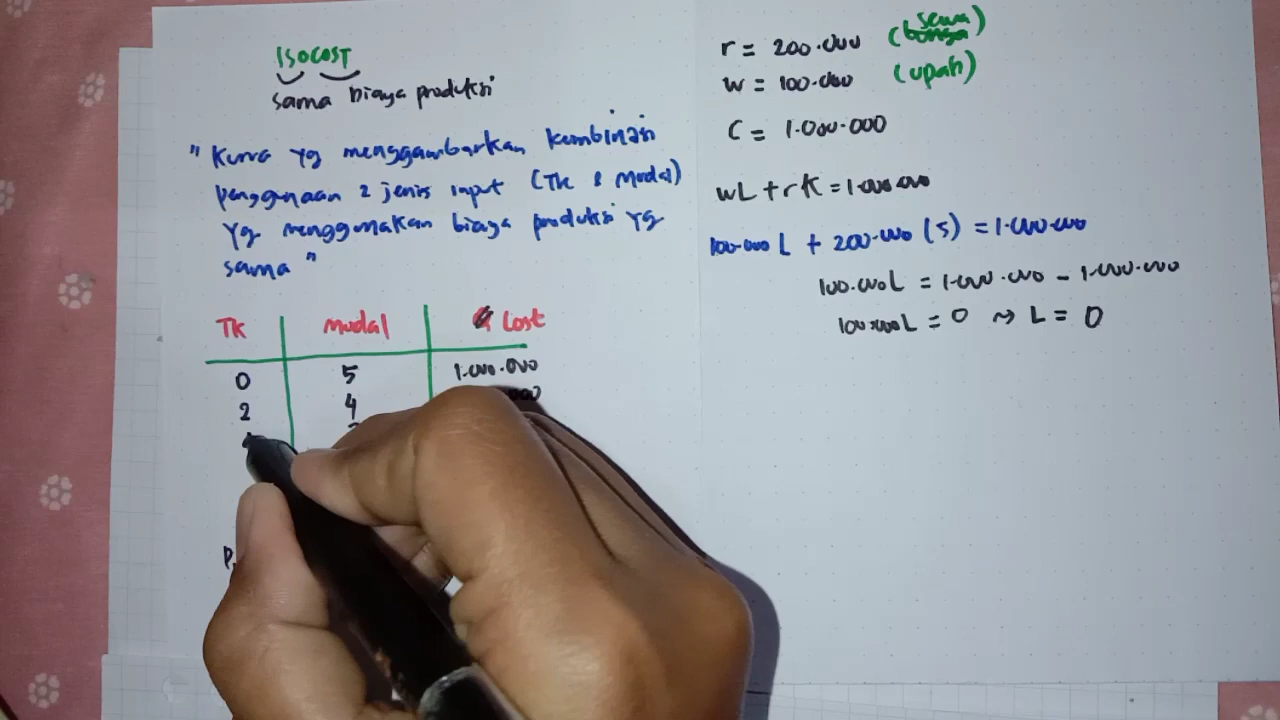 ISOCOST
sama biaya produksi
" Kurva yg menggambarkan kombinasi
penggunaan 2 jenis input (TK & Modal)
yg menggunakan biaya produksi yg
sama "
TK Modal Cost
0 5 1.000.000
2 4
r = 200.000 (sewa)
w = 100.000 (upah)
C = 1.000.000
wL + rK = 1.000.000
100.000 L + 200.000 (5) = 1.000.000
100.000L = 1.000.000 - 1.000.000
100.000L = 0 ~> L = 0